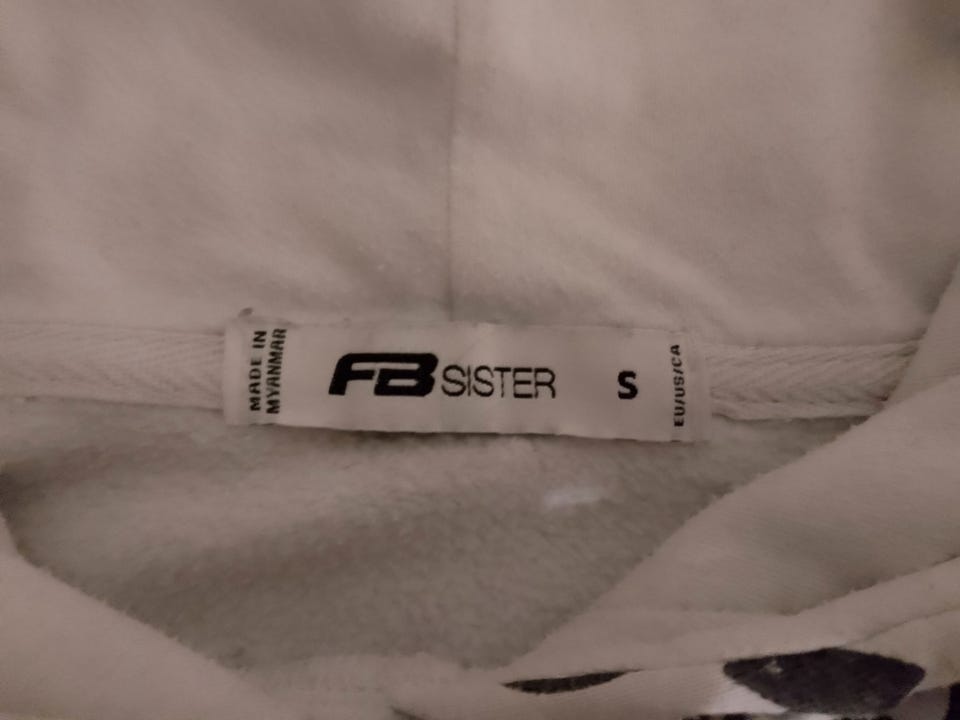 MADE IN
MYANMAR
FB SISTER
S
EU/US/CA